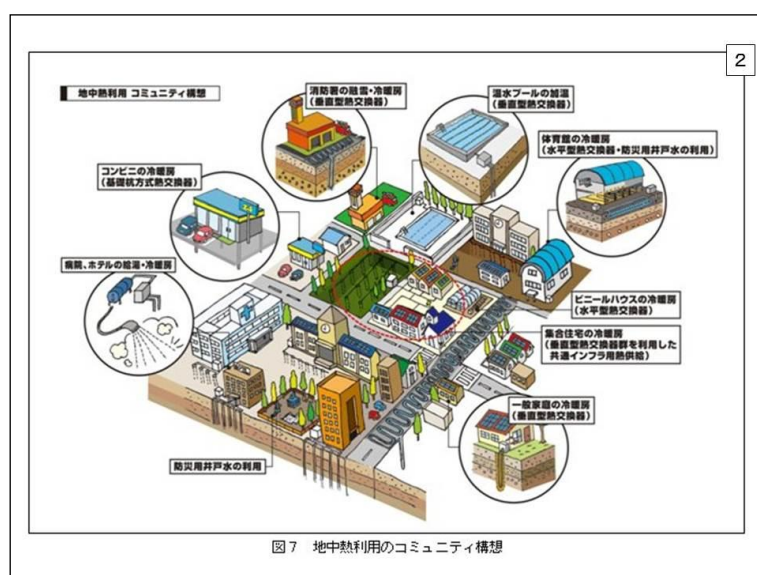 2
地中熱利用 コミュニティ構想
消防署の融雪・冷暖房
(垂直型熱交換器)
温水プールの加温
(垂直型熱交換器)
体育館の冷暖房
(水平型熱交換器・防災用井戸水の利用)
コンビニの冷暖房
(基礎杭方式熱交換器)
病院、ホテルの給湯・冷暖房
ビニールハウスの冷暖房
(水平型熱交換器)
集合住宅の冷暖房
(垂直型熱交換器群を利用した
共通インフラ用熱供給)
一般家庭の冷暖房
(垂直型熱交換器)
防災用井戸水の利用
図7 地中熱利用のコミュニティ構想